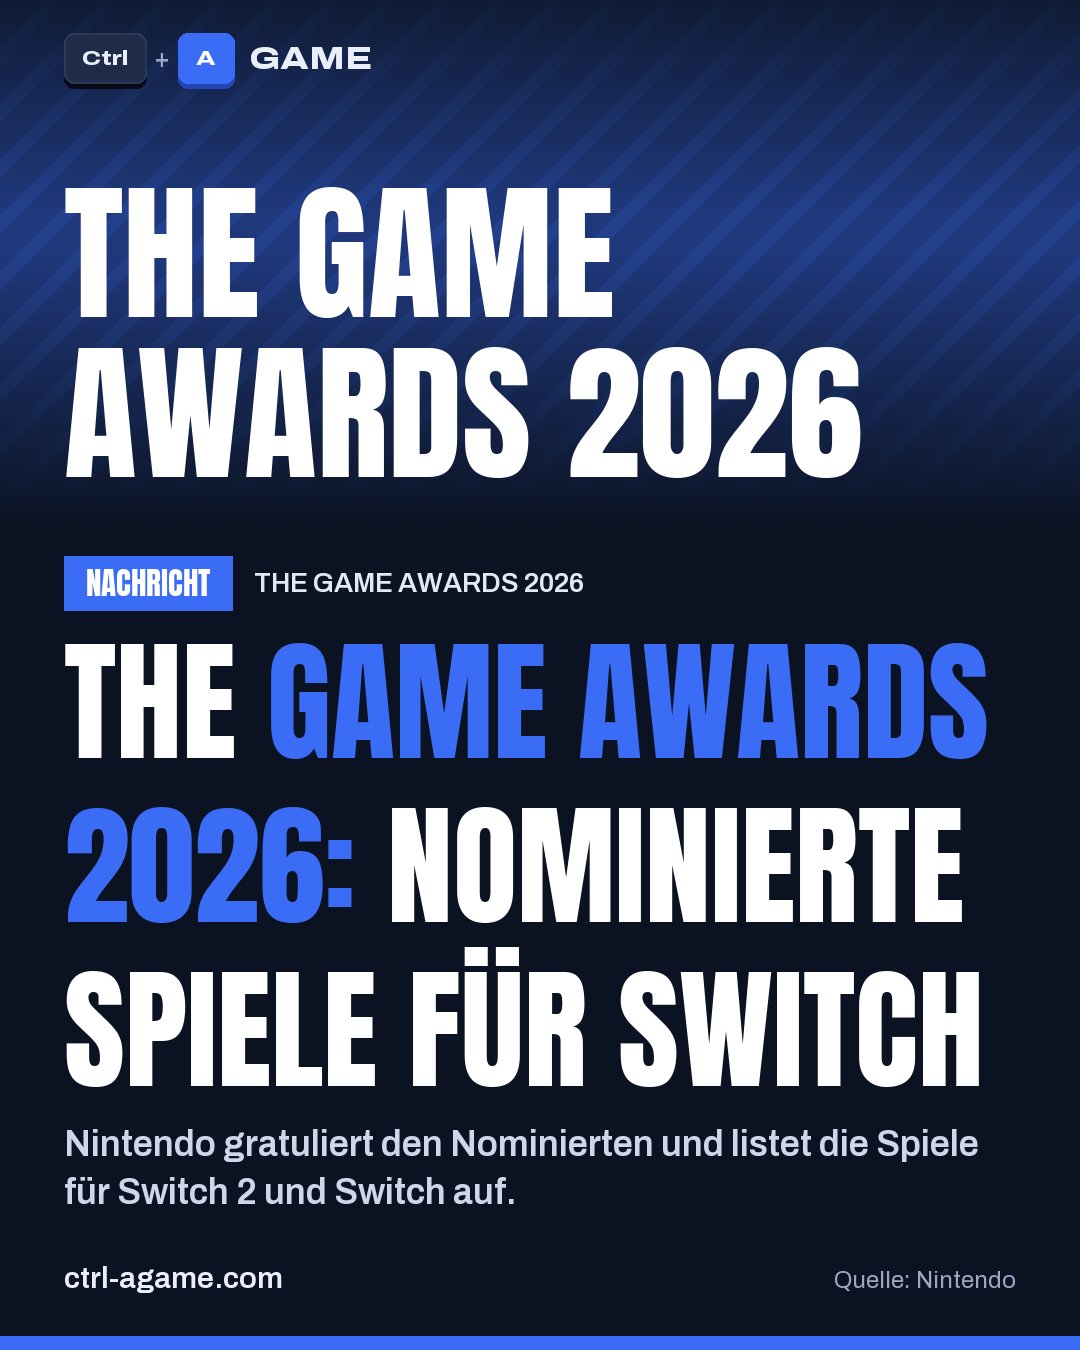 Ctrl + A GAME
THE GAME
AWARDS 2026
NACHRICHT THE GAME AWARDS 2026
THE GAME AWARDS
2026: NOMINIERTE
SPIELE FÜR SWITCH
Nintendo gratuliert den Nominierten und listet die Spiele
für Switch 2 und Switch auf.
ctrl-agame.com Quelle: Nintendo